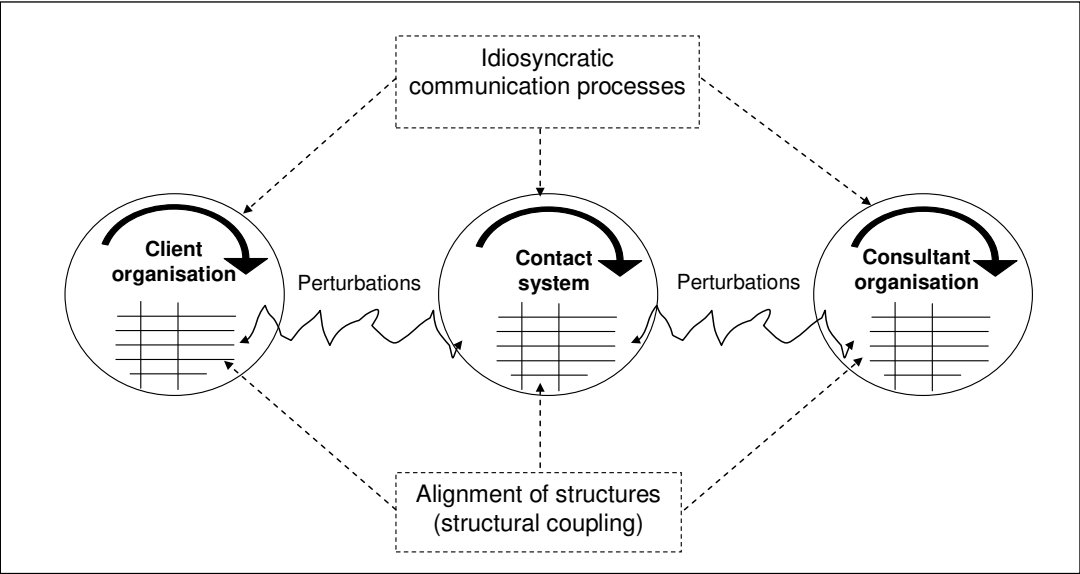 Idiosyncratic
communication processes
Client
organisation
Perturbations
Contact
system
Perturbations
Consultant
organisation
Alignment of structures
(structural coupling)